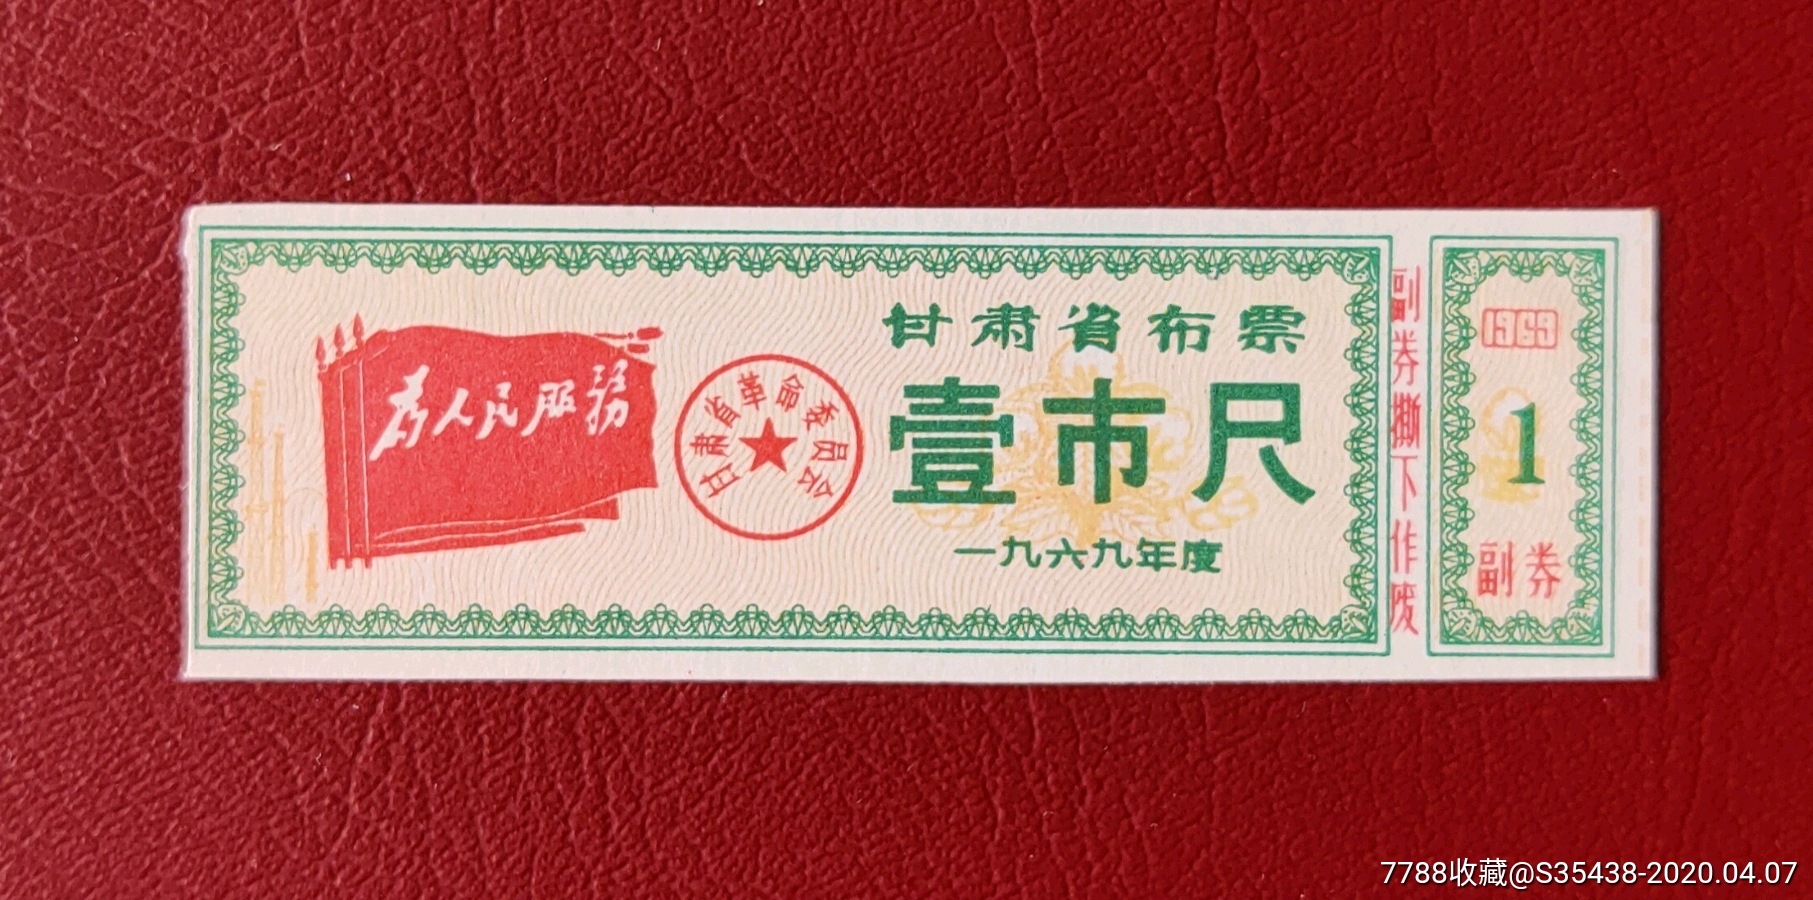 为人民服务
甘肃省革命委员会
甘肃省布票
壹市尺
一九六九年度
副券撕下作废
1969
1
副券
7788收藏@S35438-2020.04.07